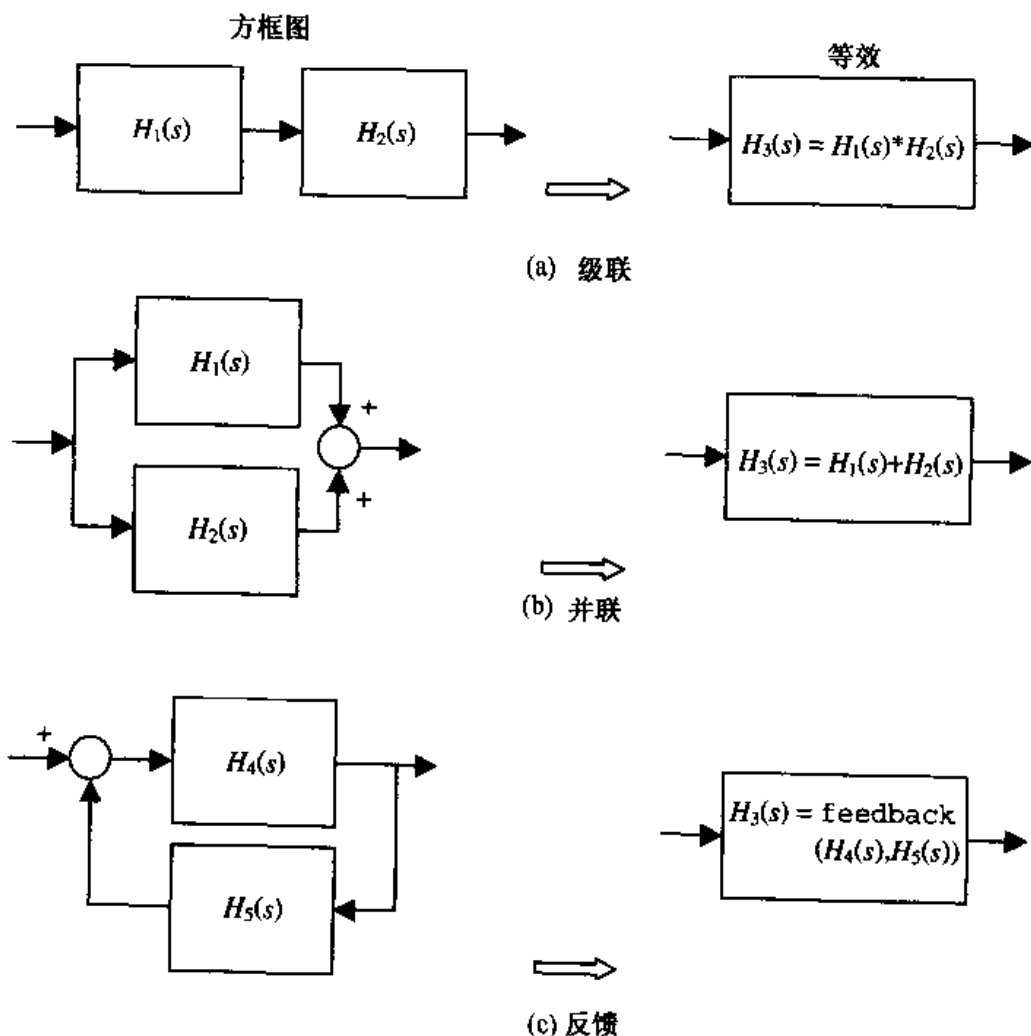 方框图
等效
H₁(s)
H₂(s)
H₃(s) = H₁(s)*H₂(s)
(a) 级联
H₁(s)
+
H₂(s)
+
H₃(s) = H₁(s)+H₂(s)
(b) 并联
+
H₄(s)
H₅(s)
H₃(s) = feedback
(H₄(s),H₅(s))
(c) 反馈